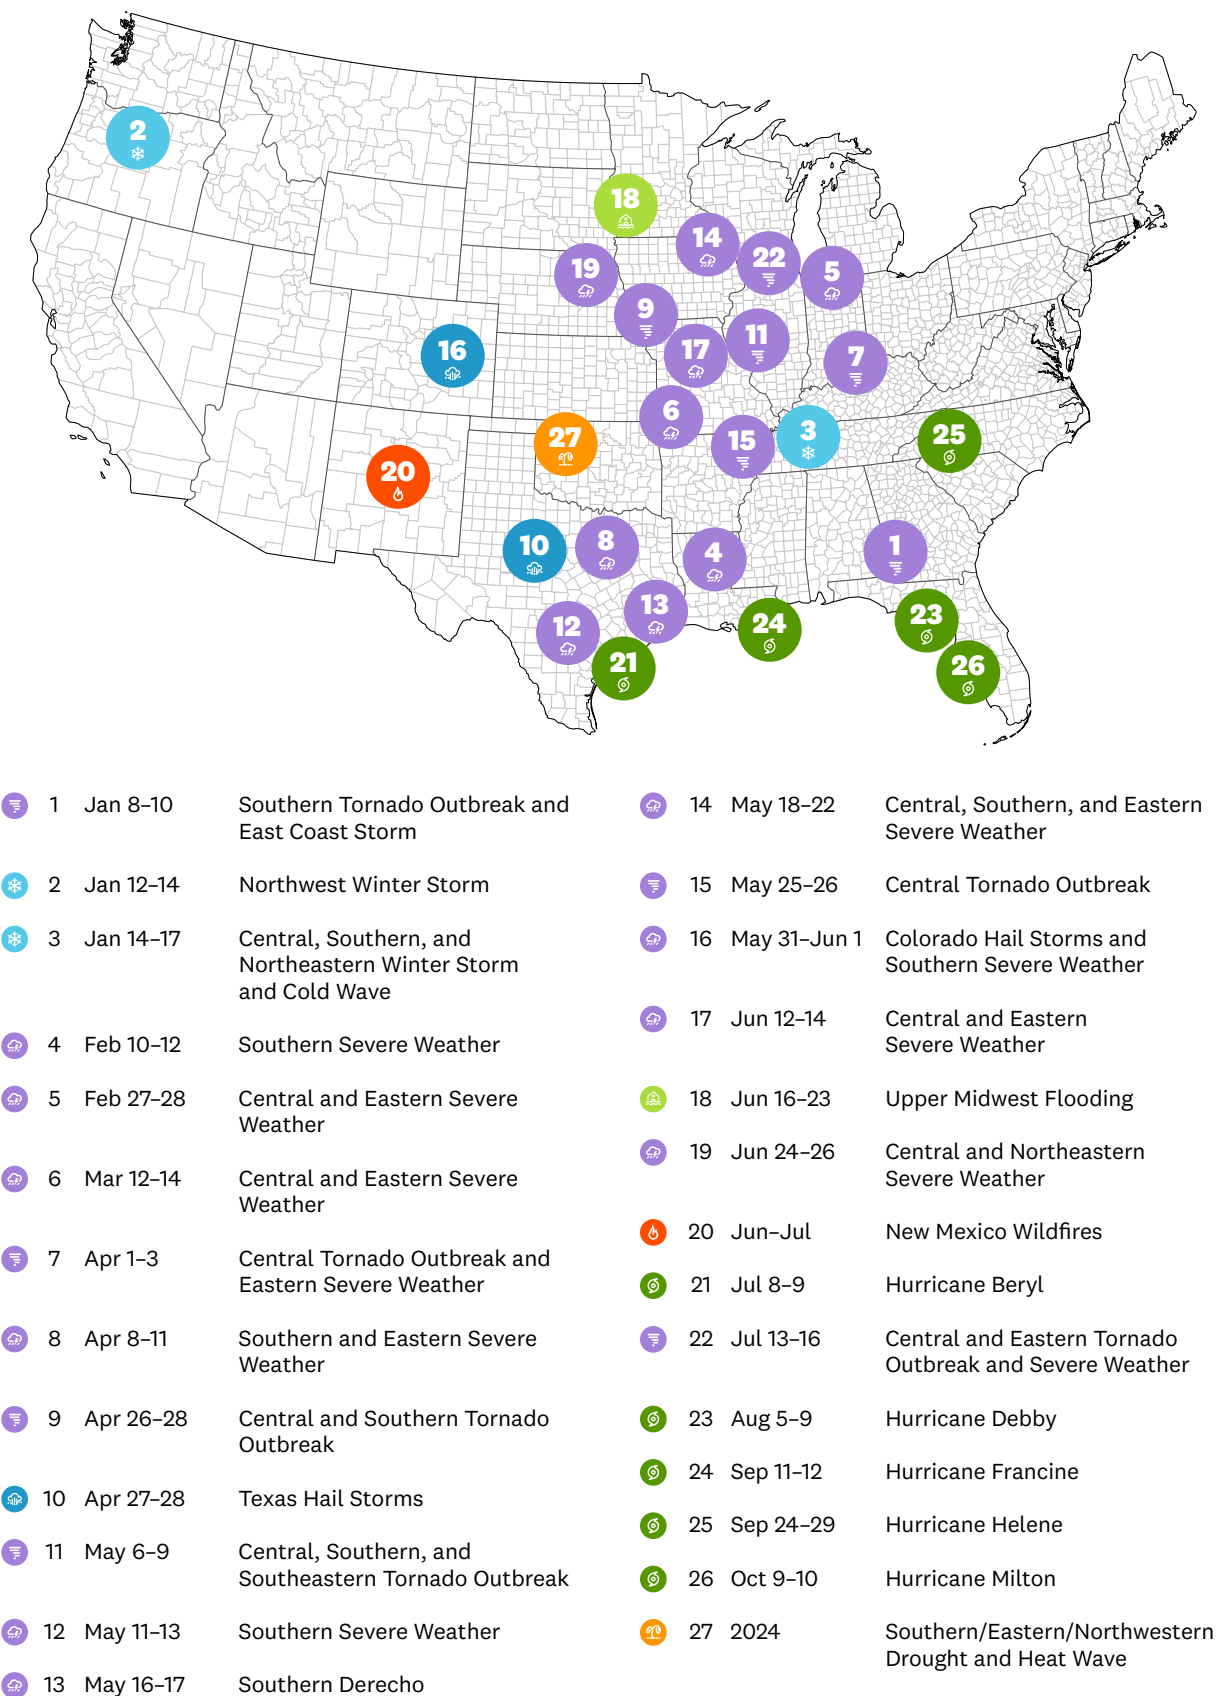 2
18
14
22
5
19
9
11
16
17
7
6
27
15
3
25
20
10
8
4
1
13
12
24
23
21
26
1 Jan 8–10 Southern Tornado Outbreak and
East Coast Storm
2 Jan 12–14 Northwest Winter Storm
3 Jan 14–17 Central, Southern, and
Northeastern Winter Storm
and Cold Wave
4 Feb 10–12 Southern Severe Weather
5 Feb 27–28 Central and Eastern Severe
Weather
6 Mar 12–14 Central and Eastern Severe
Weather
7 Apr 1–3 Central Tornado Outbreak and
Eastern Severe Weather
8 Apr 8–11 Southern and Eastern Severe
Weather
9 Apr 26–28 Central and Southern Tornado
Outbreak
10 Apr 27–28 Texas Hail Storms
11 May 6–9 Central, Southern, and
Southeastern Tornado Outbreak
12 May 11–13 Southern Severe Weather
13 May 16–17 Southern Derecho
14 May 18–22 Central, Southern, and Eastern
Severe Weather
15 May 25–26 Central Tornado Outbreak
16 May 31–Jun 1 Colorado Hail Storms and
Southern Severe Weather
17 Jun 12–14 Central and Eastern
Severe Weather
18 Jun 16–23 Upper Midwest Flooding
19 Jun 24–26 Central and Northeastern
Severe Weather
20 Jun–Jul New Mexico Wildfires
21 Jul 8–9 Hurricane Beryl
22 Jul 13–16 Central and Eastern Tornado
Outbreak and Severe Weather
23 Aug 5–9 Hurricane Debby
24 Sep 11–12 Hurricane Francine
25 Sep 24–29 Hurricane Helene
26 Oct 9–10 Hurricane Milton
27 2024 Southern/Eastern/Northwestern
Drought and Heat Wave